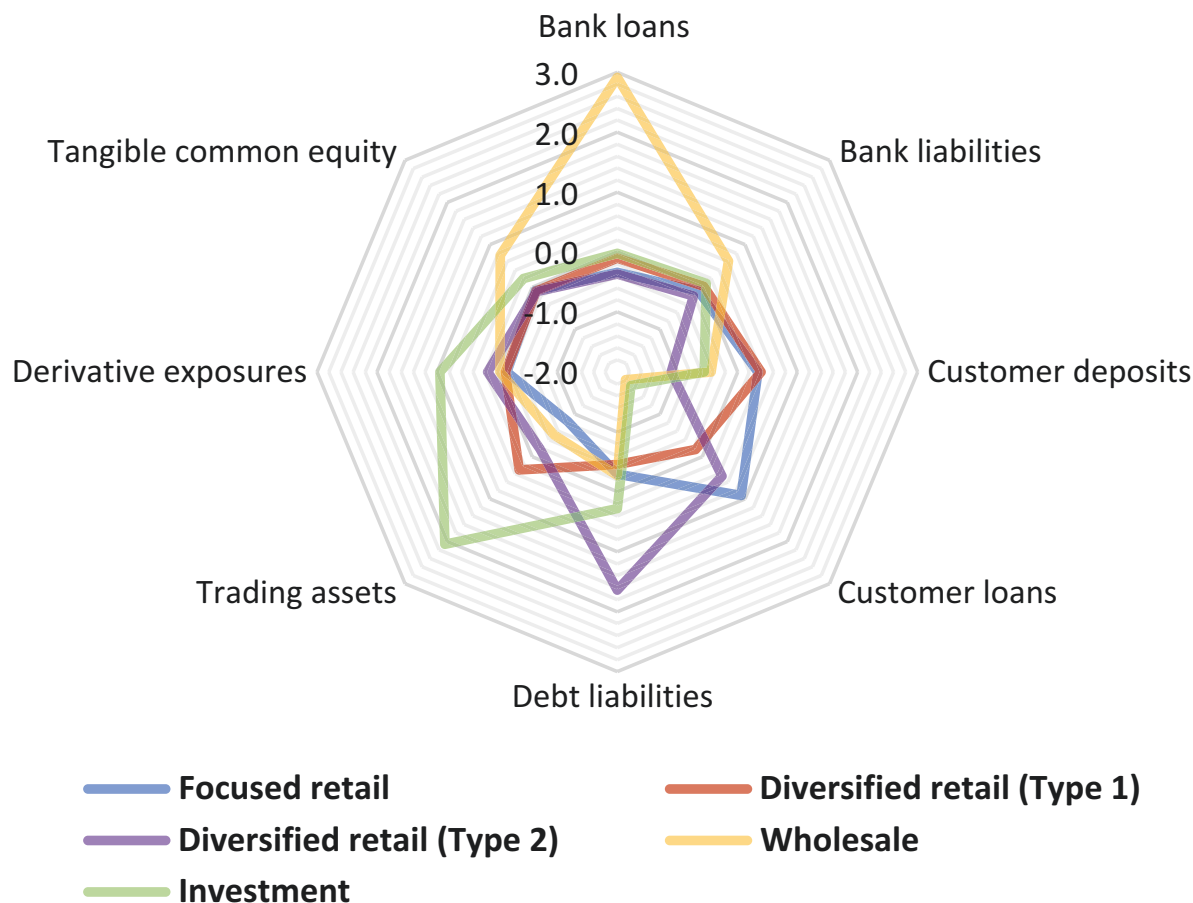 Bank loans
3.0
Tangible common equity
Bank liabilities
2.0
1.0
0.0
-1.0
Derivative exposures
-2.0
Customer deposits
Trading assets
Customer loans
Debt liabilities
Focused retail
Diversified retail (Type 1)
Diversified retail (Type 2)
Wholesale
Investment